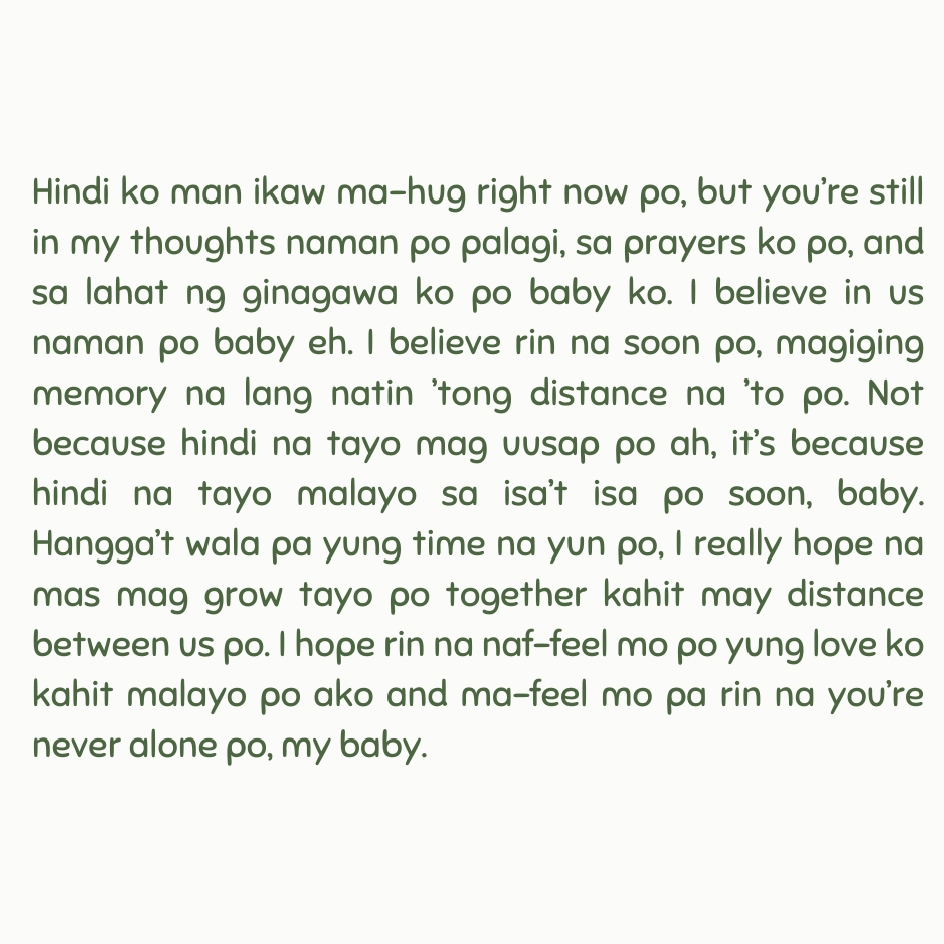 Hindi ko man ikaw ma-hug right now po, but you're still
in my thoughts naman po palagi, sa prayers ko po, and
sa lahat ng ginagawa ko po baby ko. I believe in us
naman po baby eh. I believe rin na soon po, magiging
memory na lang natin 'tong distance na 'to po. Not
because hindi na tayo mag uusap po ah, it's because
hindi na tayo malayo sa isa't isa po soon, baby.
Hangga't wala pa yung time na yun po, I really hope na
mas mag grow tayo po together kahit may distance
between us po. I hope rin na naf-feel mo po yung love ko
kahit malayo po ako and ma-feel mo pa rin na you're
never alone po, my baby.